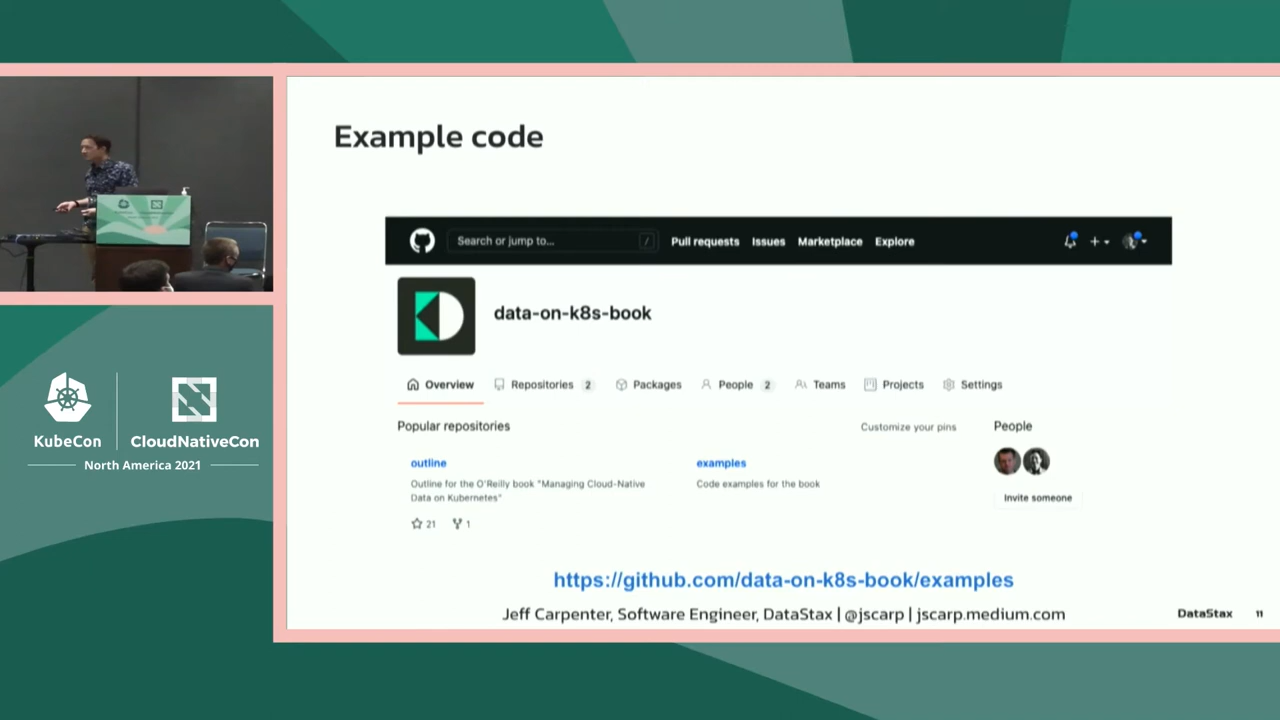 Example code
Search or jump to... /
Pull requests Issues Marketplace Explore
data-on-k8s-book
Overview Repositories 2 Packages People 2 Teams Projects Settings
Popular repositories
Customize your pins
People
outline
Outline for the O'Reilly book "Managing Cloud-Native
Data on Kubernetes"
21 1
examples
Code examples for the book
Invite someone
https://github.com/data-on-k8s-book/examples
Jeff Carpenter, Software Engineer, DataStax | @jscarp | jscarp.medium.com
DataStax 11
KubeCon
CloudNativeCon
North America 2021